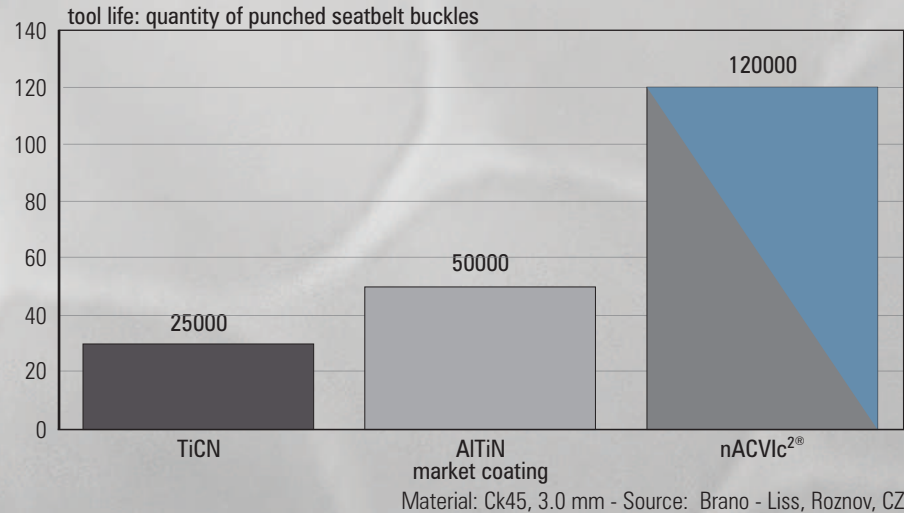 tool life: quantity of punched seatbelt buckles
140
120
100
80
60
40
20
0
25000
50000
120000
TiCN
AlTiN
market coating
nACVIc²®
Material: Ck45, 3.0 mm - Source: Brano - Liss, Roznov, CZ